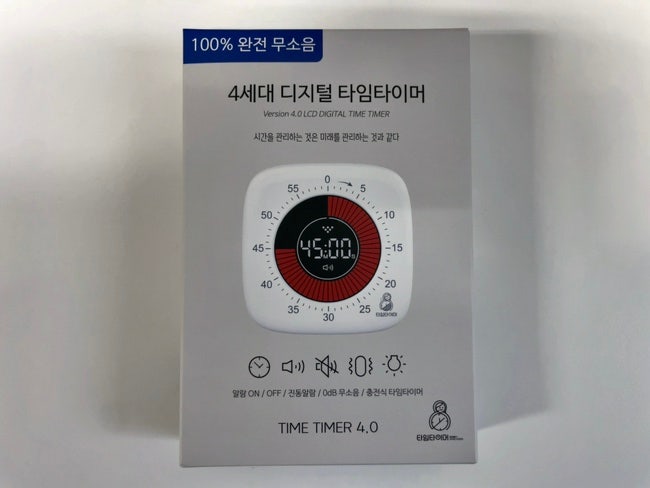 100% 완전 무소음
4세대 디지털 타임타이머
Version 4.0 LCD DIGITAL TIME TIMER
시간을 관리하는 것은 미래를 관리하는 것과 같다
0
55 5
50 10
45:00
M S
45 15
40 20
35 25
30
타임타이머
알람 ON / OFF / 진동알람 / 0dB 무소음 / 충전식 타임타이머
TIME TIMER 4.0
타임타이머